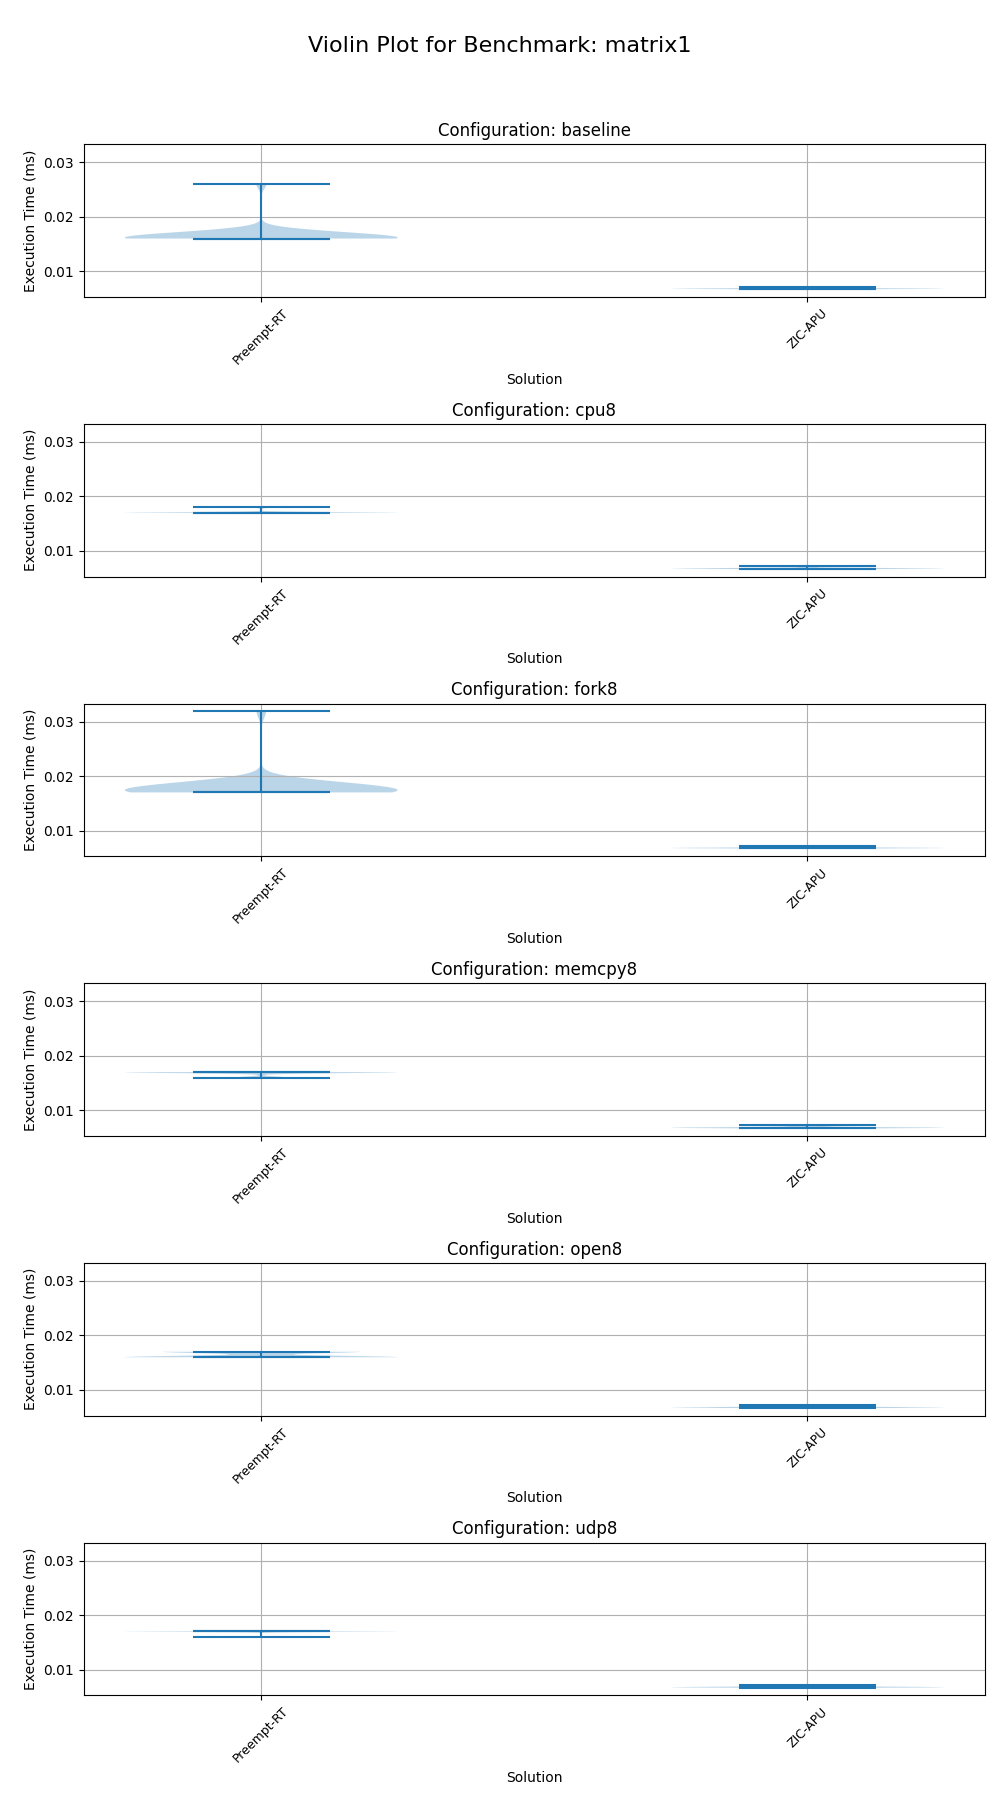 Violin Plot for Benchmark: matrix1
Configuration: baseline
Execution Time (ms)
0.03
0.02
0.01
Preempt-RT
ZIC-APU
Solution
Configuration: cpu8
Execution Time (ms)
0.03
0.02
0.01
Preempt-RT
ZIC-APU
Solution
Configuration: fork8
Execution Time (ms)
0.03
0.02
0.01
Preempt-RT
ZIC-APU
Solution
Configuration: memcpy8
Execution Time (ms)
0.03
0.02
0.01
Preempt-RT
ZIC-APU
Solution
Configuration: open8
Execution Time (ms)
0.03
0.02
0.01
Preempt-RT
ZIC-APU
Solution
Configuration: udp8
Execution Time (ms)
0.03
0.02
0.01
Preempt-RT
ZIC-APU
Solution